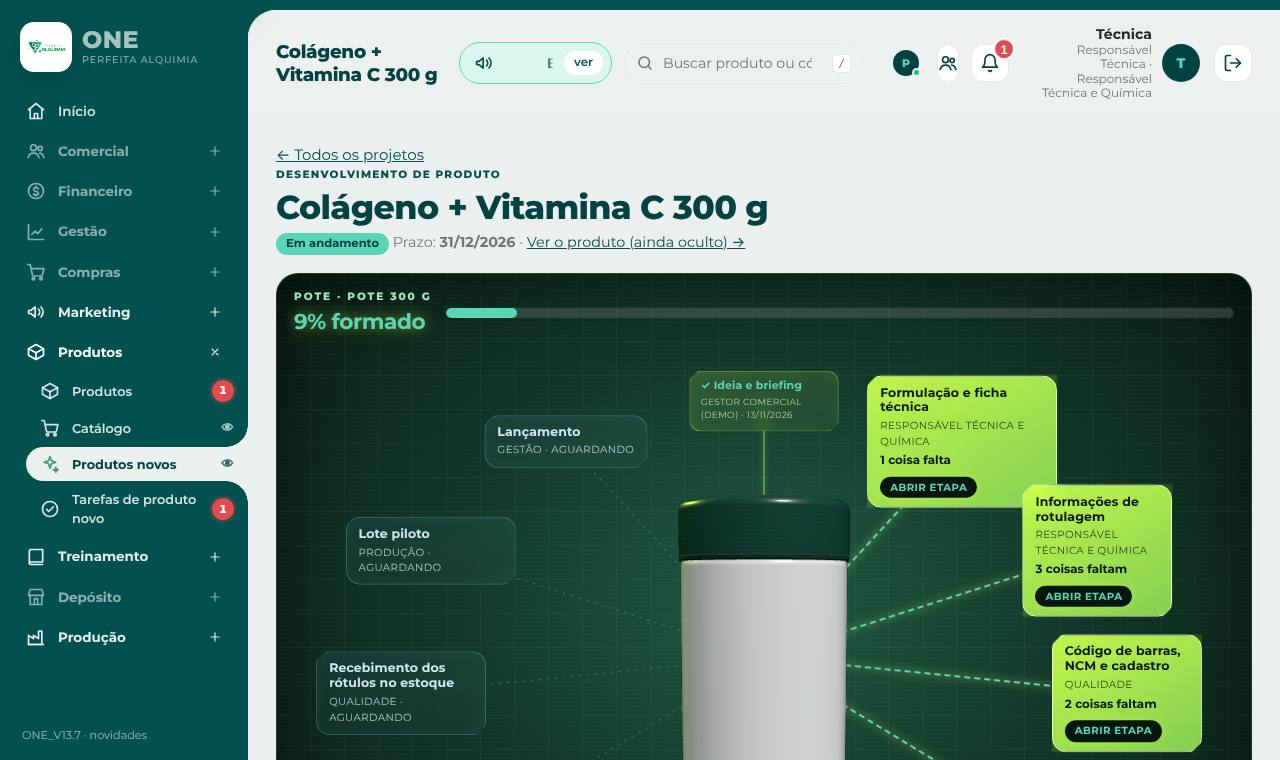 ONE
PERFEITA ALQUIMIA
Início
Comercial
Financeiro
Gestão
Compras
Marketing
Produtos
Produtos 1
Catálogo
Produtos novos
Tarefas de produto
novo
1
Treinamento
Depósito
Produção
ONE_V13.7 · novidades
Colágeno +
Vitamina C 300 g
ver
Buscar produto ou có
/
P
1
Técnica
Responsável
Técnica ·
Responsável
Técnica e Química
T
← Todos os projetos
DESENVOLVIMENTO DE PRODUTO
Colágeno + Vitamina C 300 g
Em andamento Prazo: 31/12/2026 · Ver o produto (ainda oculto) →
POTE · POTE 300 G
9% formado
✓ Ideia e briefing
GESTOR COMERCIAL
(DEMO) · 13/11/2026
Formulação e ficha
técnica
RESPONSÁVEL TÉCNICA E
QUÍMICA
1 coisa falta
ABRIR ETAPA
Lançamento
GESTÃO · AGUARDANDO
Informações de
rotulagem
RESPONSÁVEL
TÉCNICA E QUÍMICA
3 coisas faltam
ABRIR ETAPA
Lote piloto
PRODUÇÃO ·
AGUARDANDO
Código de barras,
NCM e cadastro
QUALIDADE
2 coisas faltam
ABRIR ETAPA
Recebimento dos
rótulos no estoque
QUALIDADE ·
AGUARDANDO